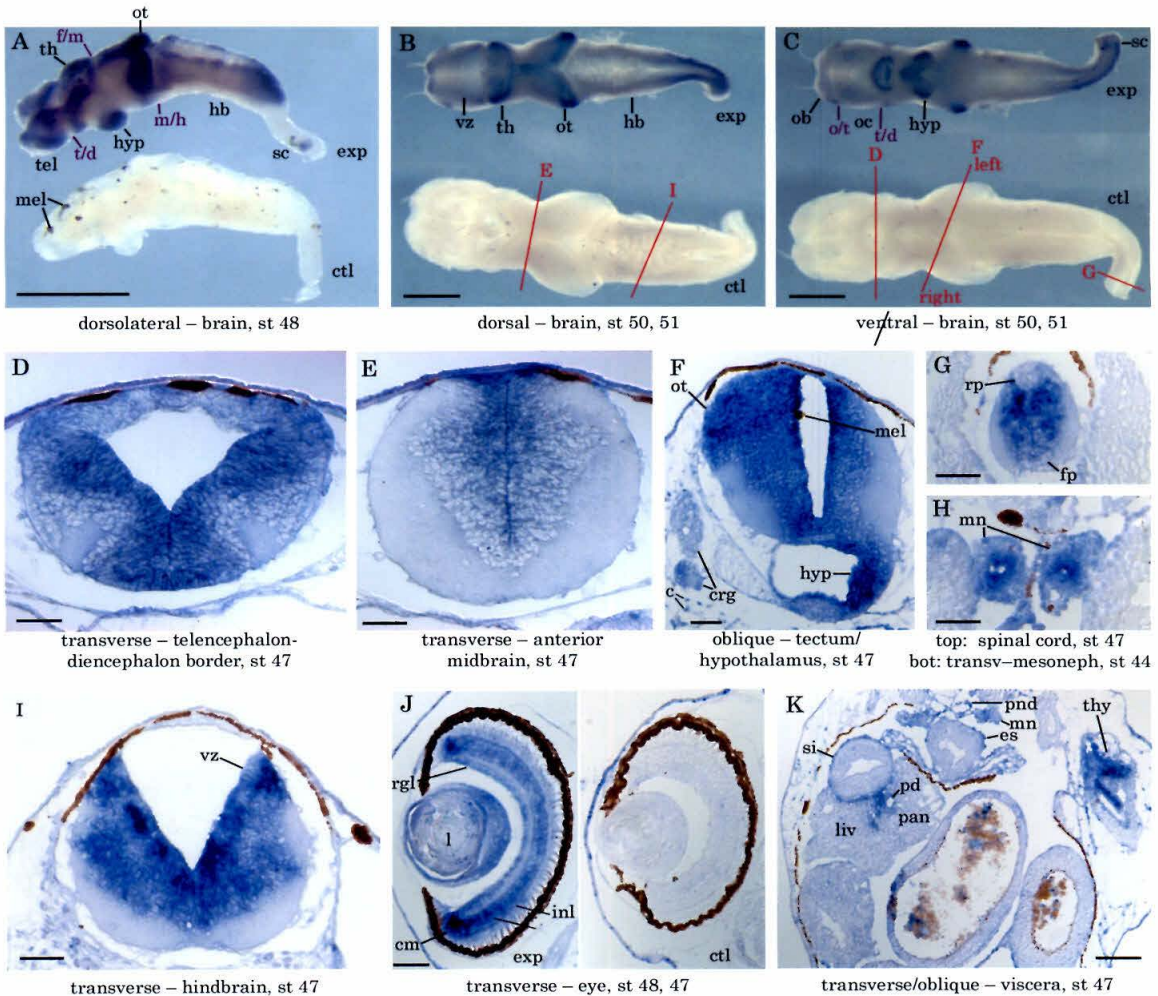 A
ot
f/m
th
hb
m/h
hyp
t/d
tel
sc
exp
mel
ctl
dorsolateral – brain, st 48
B
vz
th
ot
hb
exp
E
I
ctl
dorsal – brain, st 50, 51
C
sc
exp
ob
o/t
oc
t/d
hyp
D
F
left
ctl
G
right
ventral – brain, st 50, 51
D
transverse – telencephalon-
diencephalon border, st 47
E
transverse – anterior
midbrain, st 47
F
ot
mel
hyp
c
crg
oblique – tectum/
hypothalamus, st 47
G
rp
fp
H
mn
top: spinal cord, st 47
bot: transv–mesoneph, st 44
I
vz
transverse – hindbrain, st 47
J
rgl
l
inl
cm
exp
ctl
transverse – eye, st 48, 47
K
pnd
mn
es
thy
si
pd
pan
liv
transverse/oblique – viscera, st 47